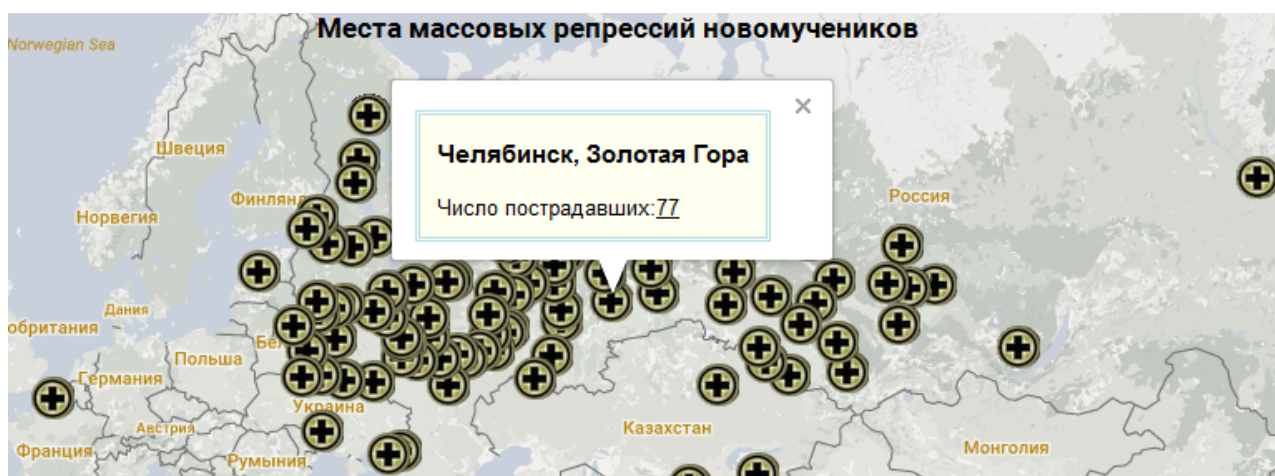 Места массовых репрессий новомучеников
Norwegian Sea
×
Швеция
Челябинск, Золотая Гора
Финлянд
Россия
Норвегия
Число пострадавших:77
Дания
обритания
Бел
Польша
Германия
Украина
Австрия
Казахстан
Франция
Румыния
Монголия